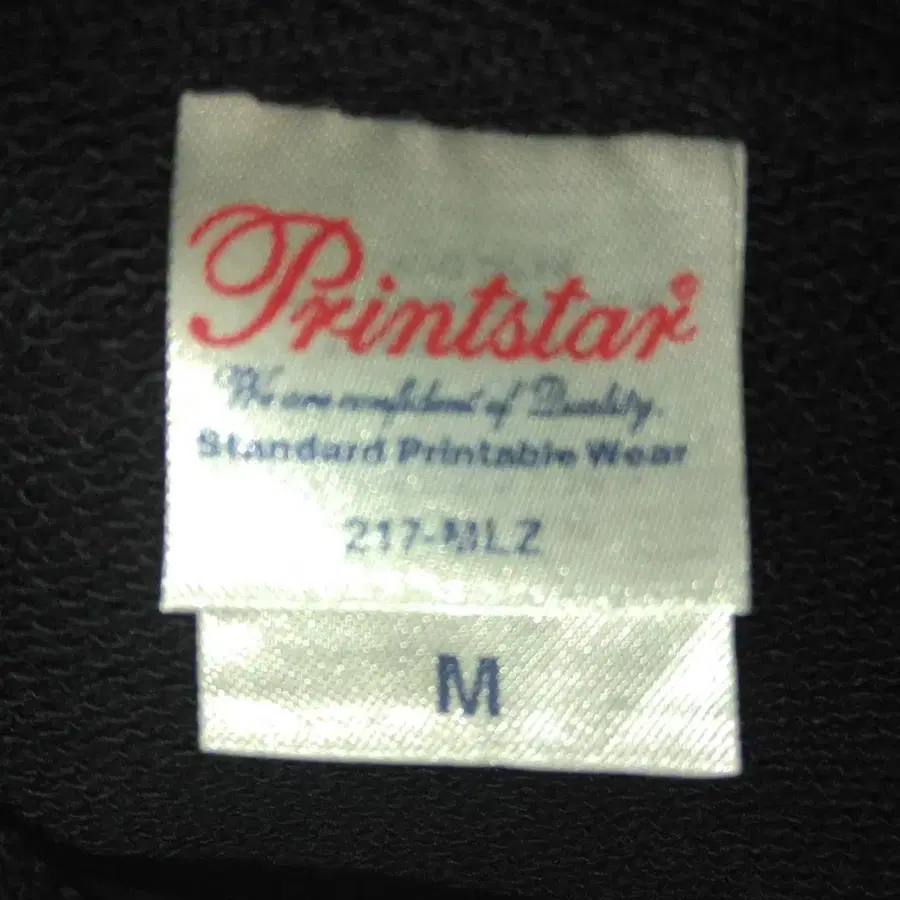 Printstar®
We are confident of Quality.
Standard Printable Wear
217-MLZ
M